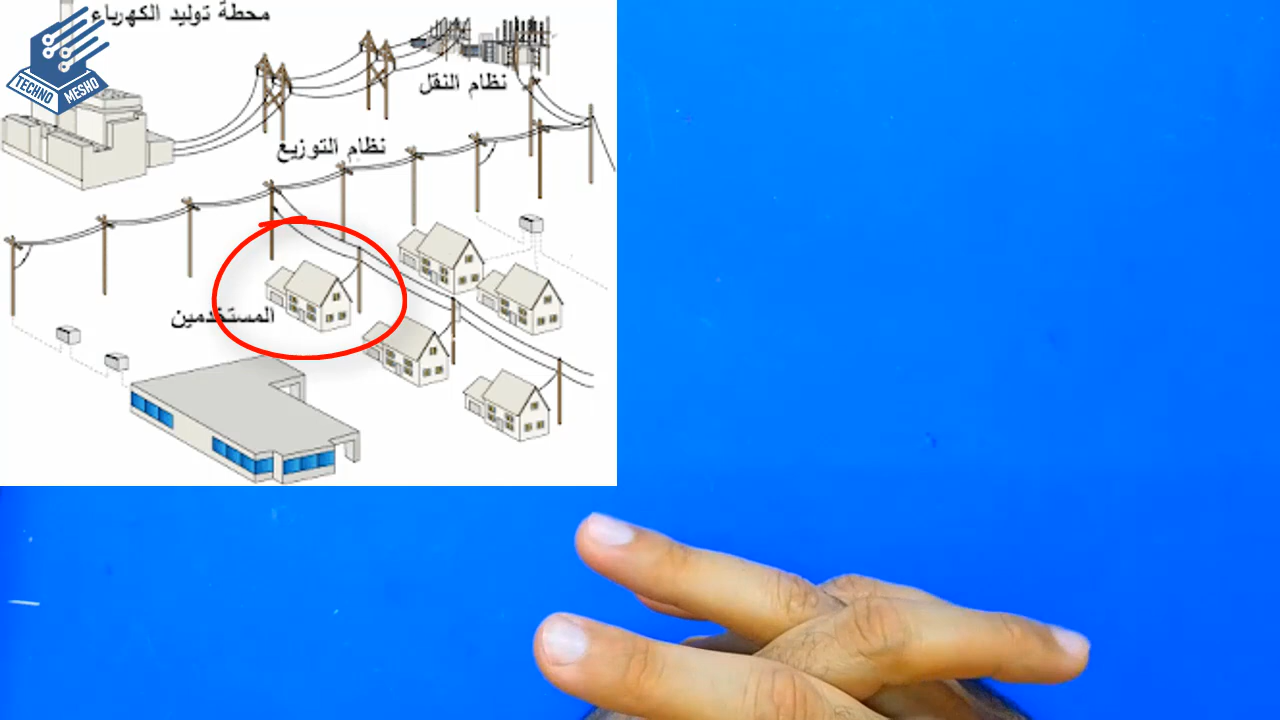 محطة توليد الكهرباء
TECHNO
MESHO
نظام النقل
نظام التوزيع
المستخدمين